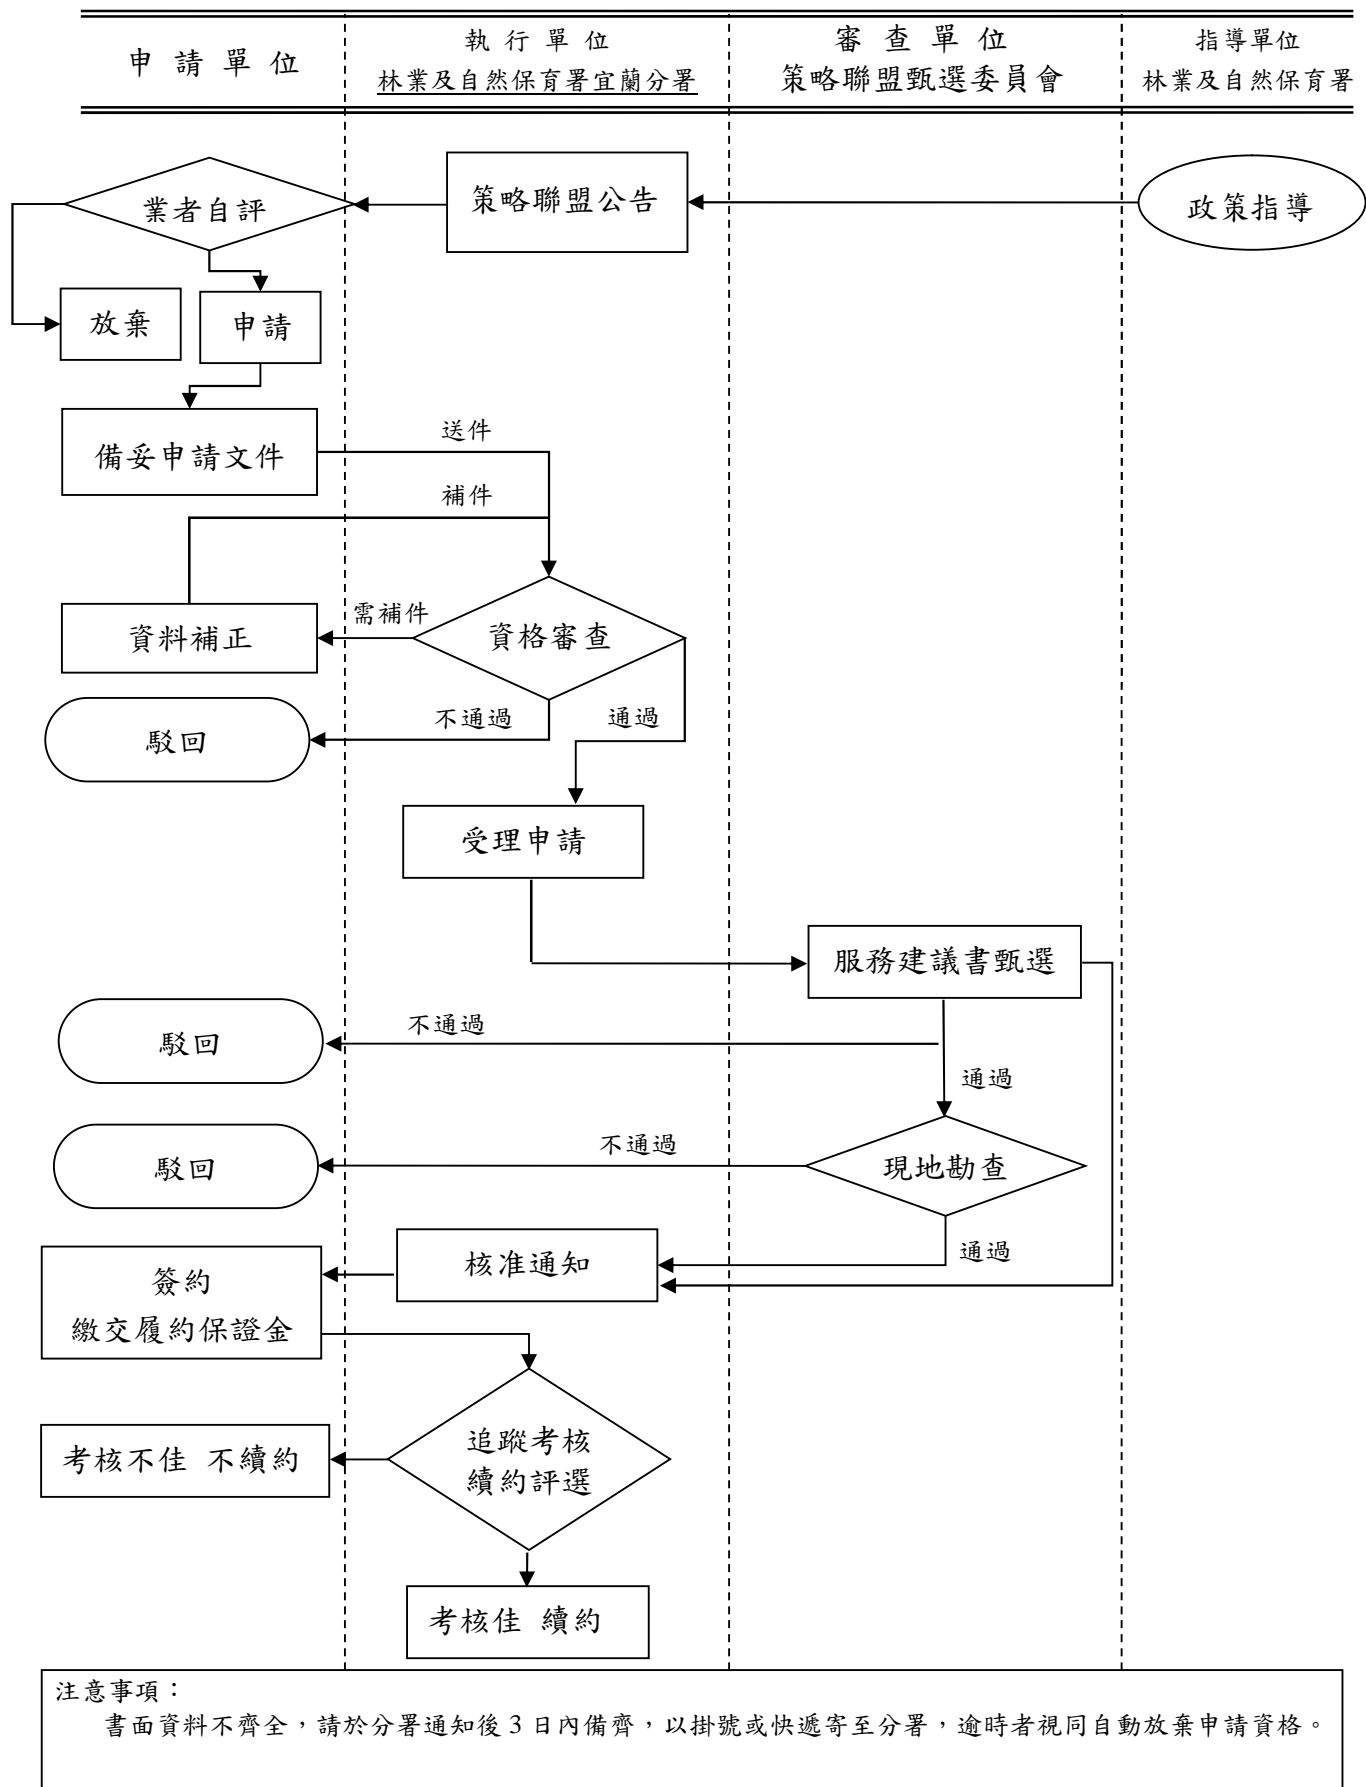 申請單位
執行單位
林業及自然保育署宜蘭分署
審查單位
策略聯盟甄選委員會
指導單位
林業及自然保育署
業者自評
策略聯盟公告
政策指導
放棄
申請
備妥申請文件
送件
補件
資料補正
需補件
資格審查
駁回
不通過
通過
受理申請
服務建議書甄選
駁回
不通過
通過
駁回
不通過
現地勘查
通過
核准通知
簽約
繳交履約保證金
追蹤考核
續約評選
考核不佳 不續約
考核佳 續約
注意事項：
書面資料不齊全，請於分署通知後3日內備齊，以掛號或快遞寄至分署，逾時者視同自動放棄申請資格。